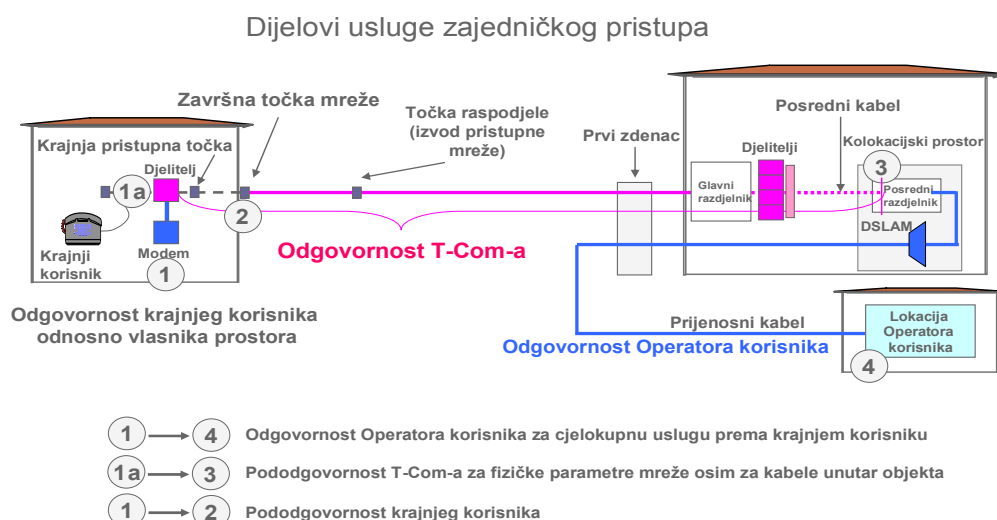 Dijelovi usluge zajedničkog pristupa
Završna točka mreže
Krajnja pristupna točka
Djelitelj
1a
Krajnji
korisnik
Modem
1
2
Točka raspodjele
(izvod pristupne
mreže)
Prvi zdenac
Odgovornost T-Com-a
Odgovornost krajnjeg korisnika
odnosno vlasnika prostora
Posredni kabel
Djelitelji
Kolokacijski prostor
3
Glavni
razdjelnik
Posredni
razdjelnik
DSLAM
Prijenosni kabel
Odgovornost Operatora korisnika
Lokacija
Operatora
korisnika
4
1 4 Odgovornost Operatora korisnika za cjelokupnu uslugu prema krajnjem korisniku
1a 3 Pododgovornost T-Com-a za fizičke parametre mreže osim za kabele unutar objekta
1 2 Pododgovornost krajnjeg korisnika